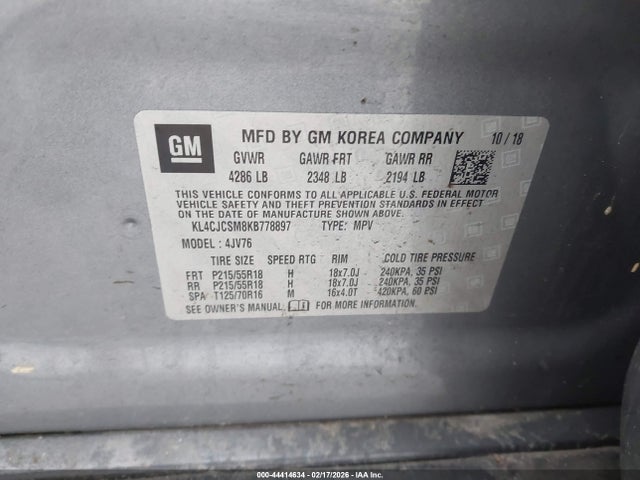 GM
MFD BY GM KOREA COMPANY 10/18
GVWR GAWR FRT GAWR RR
4286 LB 2348 LB 2194 LB
THIS VEHICLE CONFORMS TO ALL APPLICABLE U.S. FEDERAL MOTOR
VEHICLE SAFETY AND THEFT PREVENTION STANDARDS IN EFFECT
ON THE DATE OF MANUFACTURE SHOWN ABOVE.
KL4CJCSM8KB778897 TYPE: MPV
MODEL: 4JV76
TIRE SIZE SPEED RTG RIM COLD TIRE PRESSURE
FRT P215/55R18 H 18x7.0J 240KPA, 35 PSI
RR P215/55R18 H 18x7.0J 240KPA, 35 PSI
SPA T125/70R16 M 16x4.0T 420KPA, 60 PSI
SEE OWNER'S MANUAL FOR MORE INFORMATION.
000-44414634 - 02/17/2026 - IAAI.COM